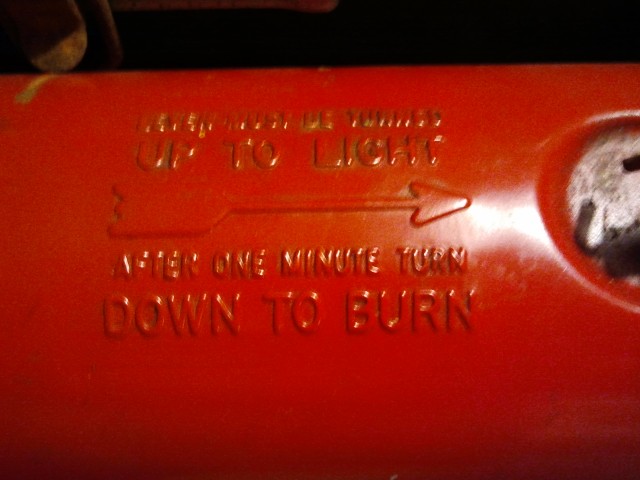 LEVER MUST BE TURNED
UP TO LIGHT
AFTER ONE MINUTE TURN
DOWN TO BURN